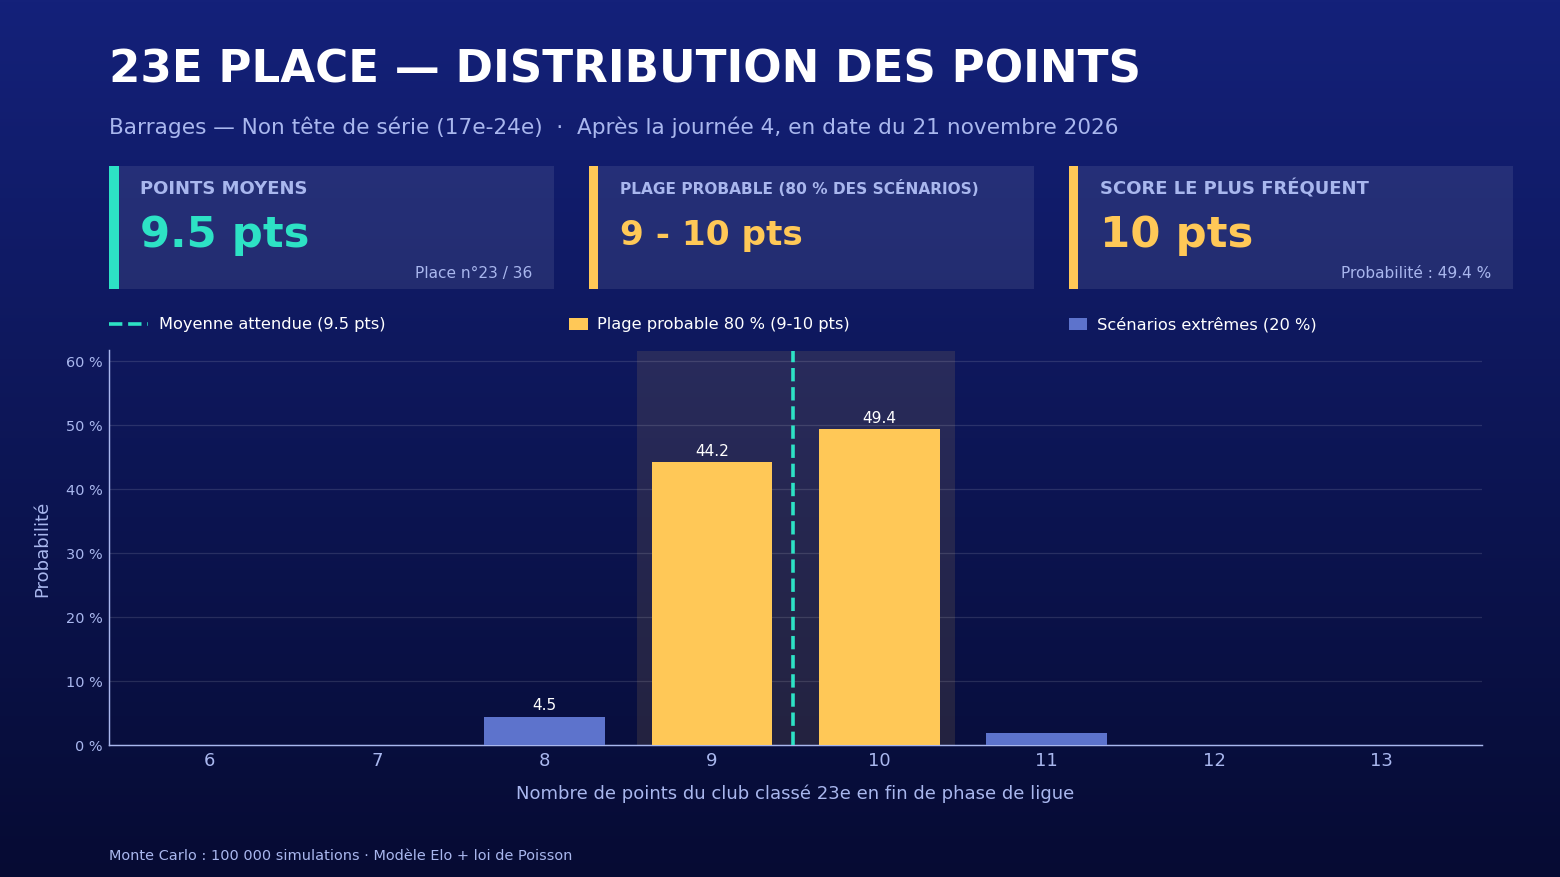 23E PLACE — DISTRIBUTION DES POINTS
Barrages — Non tête de série (17e-24e)  ·  Après la journée 4, en date du 21 novembre 2026
POINTS MOYENS
9.5 pts
Place n°23 / 36
PLAGE PROBABLE (80 % DES SCÉNARIOS)
9 - 10 pts
SCORE LE PLUS FRÉQUENT
10 pts
Probabilité : 49.4 %
Moyenne attendue (9.5 pts)
Plage probable 80 % (9-10 pts)
Scénarios extrêmes (20 %)
Probabilité
60 %
50 %
40 %
30 %
20 %
10 %
0 %
4.5
44.2
49.4
6 7 8 9 10 11 12 13
Nombre de points du club classé 23e en fin de phase de ligue
Monte Carlo : 100 000 simulations · Modèle Elo + loi de Poisson